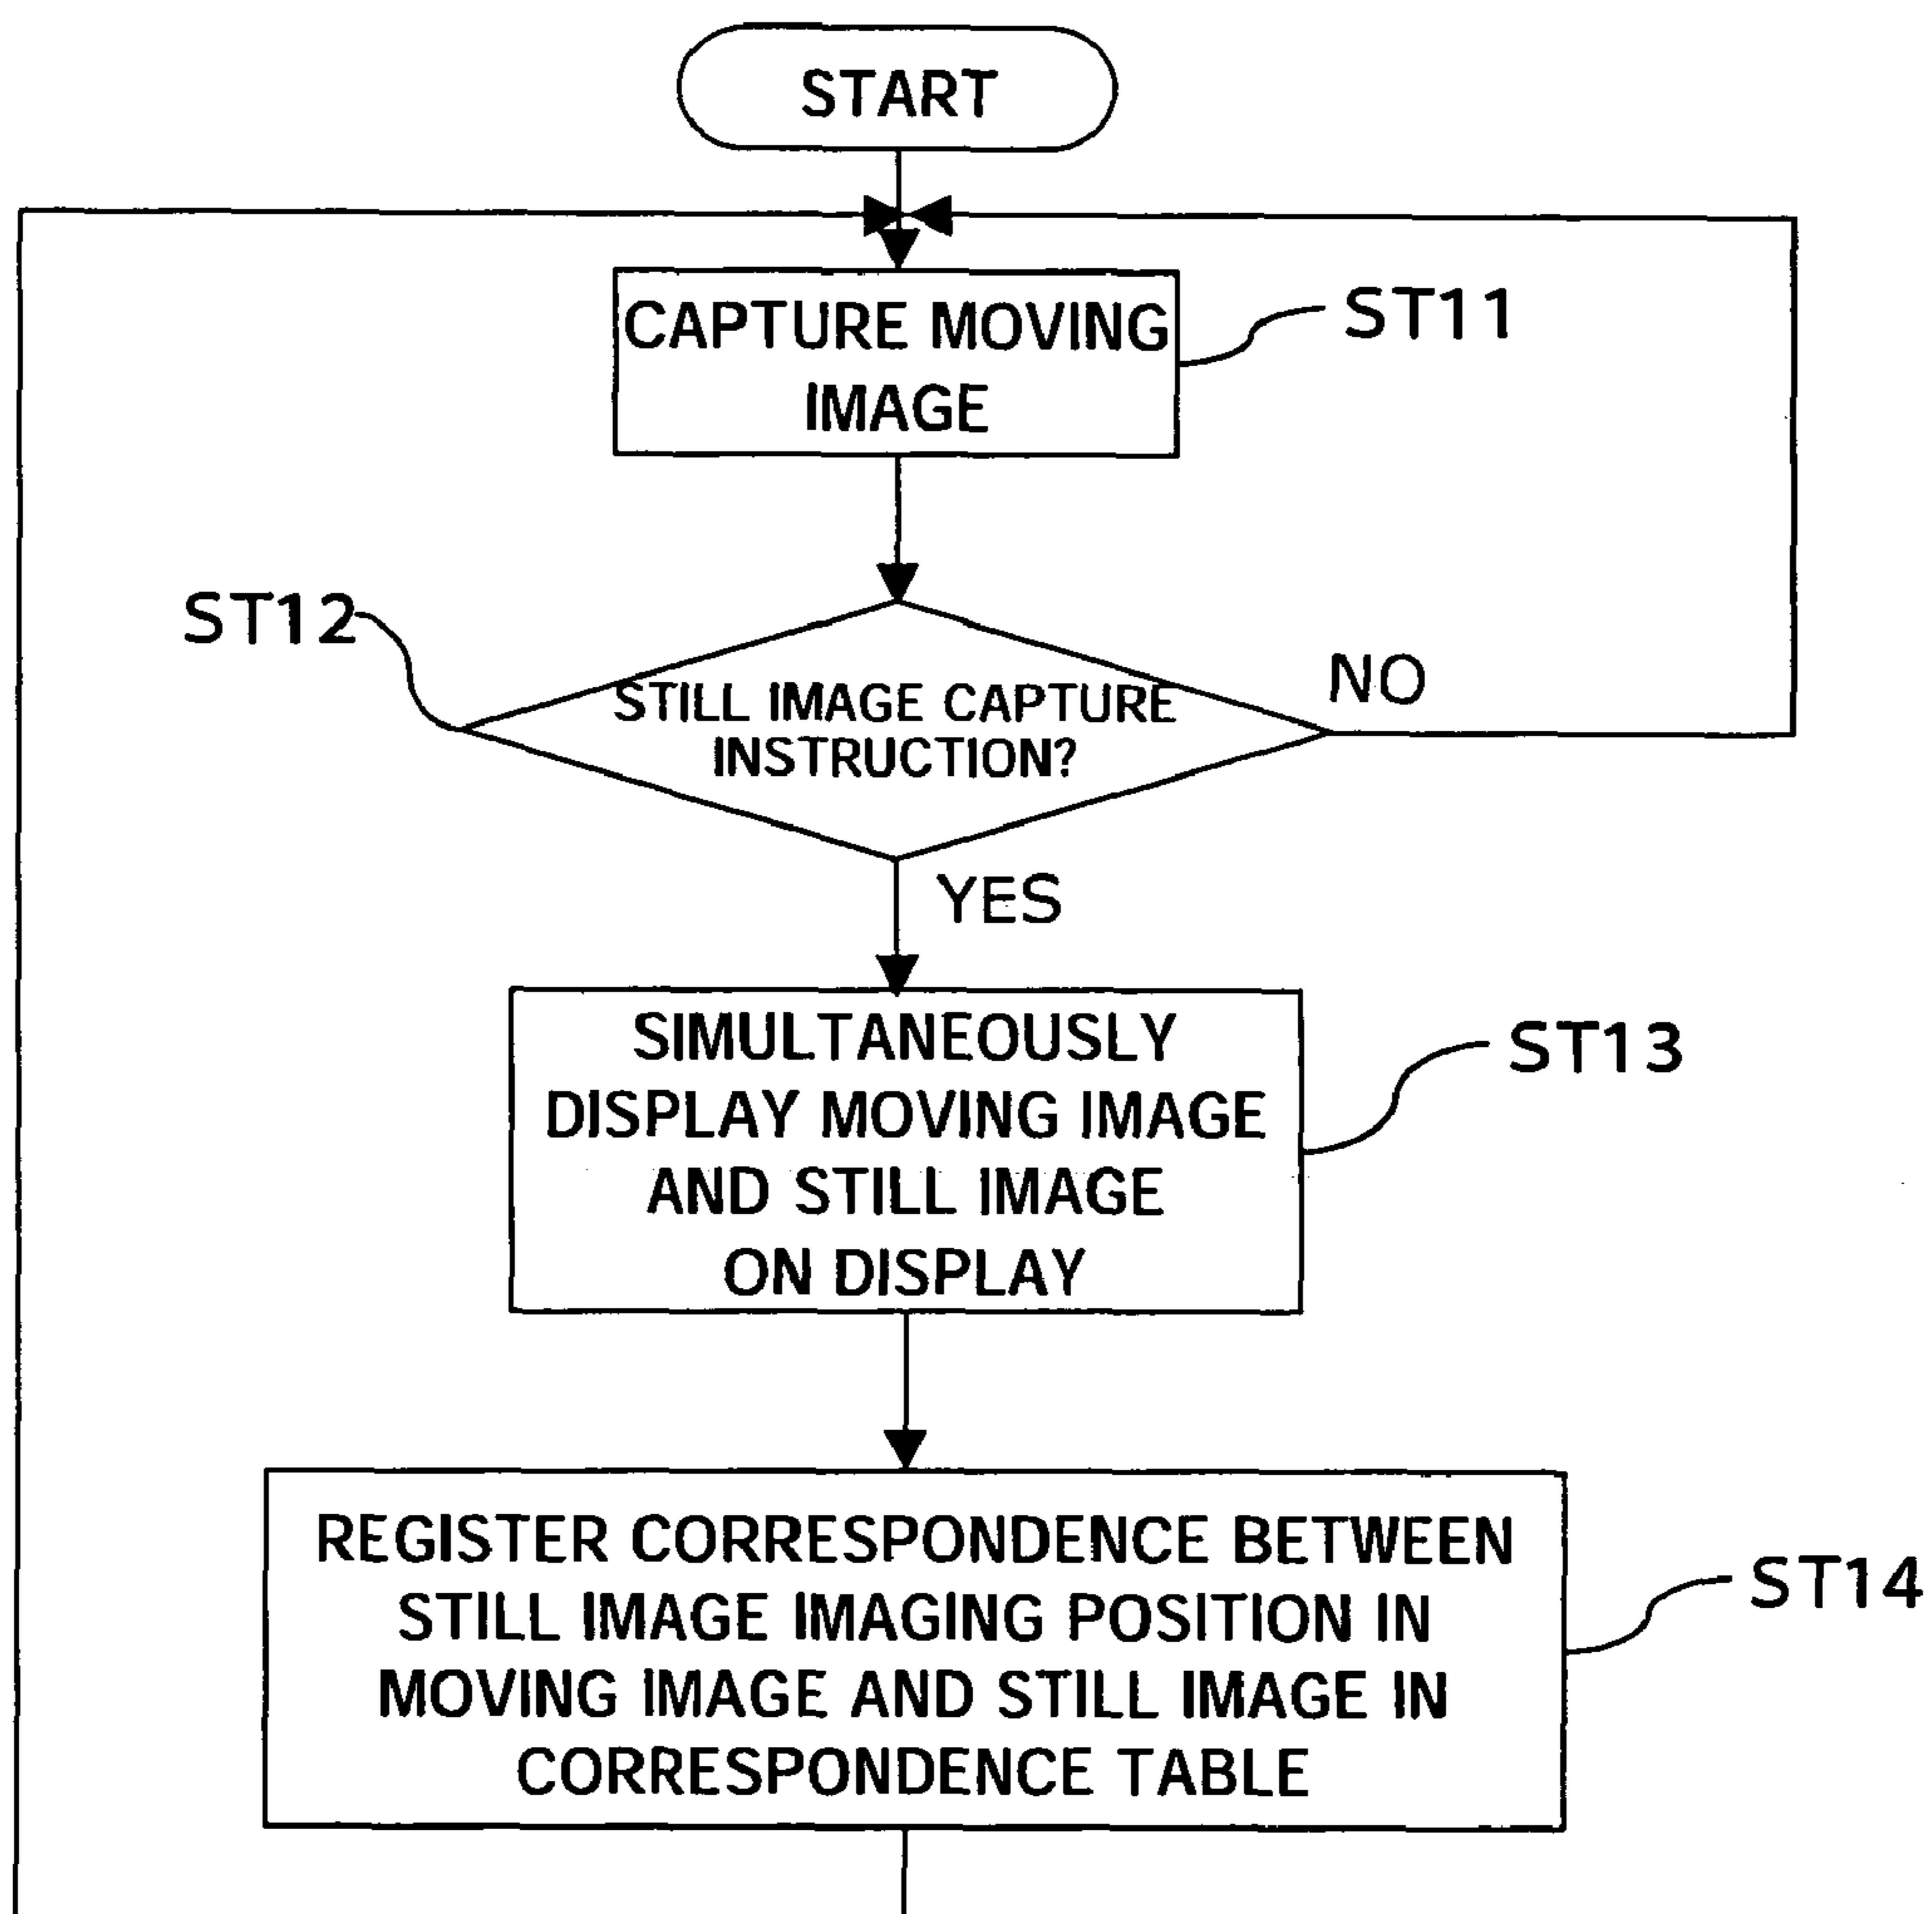 START
CAPTURE MOVING
IMAGE
ST11
ST12
STILL IMAGE CAPTURE
INSTRUCTION?
NO
YES
SIMULTANEOUSLY
DISPLAY MOVING IMAGE
AND STILL IMAGE
ON DISPLAY
ST13
REGISTER CORRESPONDENCE BETWEEN
STILL IMAGE IMAGING POSITION IN
MOVING IMAGE AND STILL IMAGE IN
CORRESPONDENCE TABLE
ST14